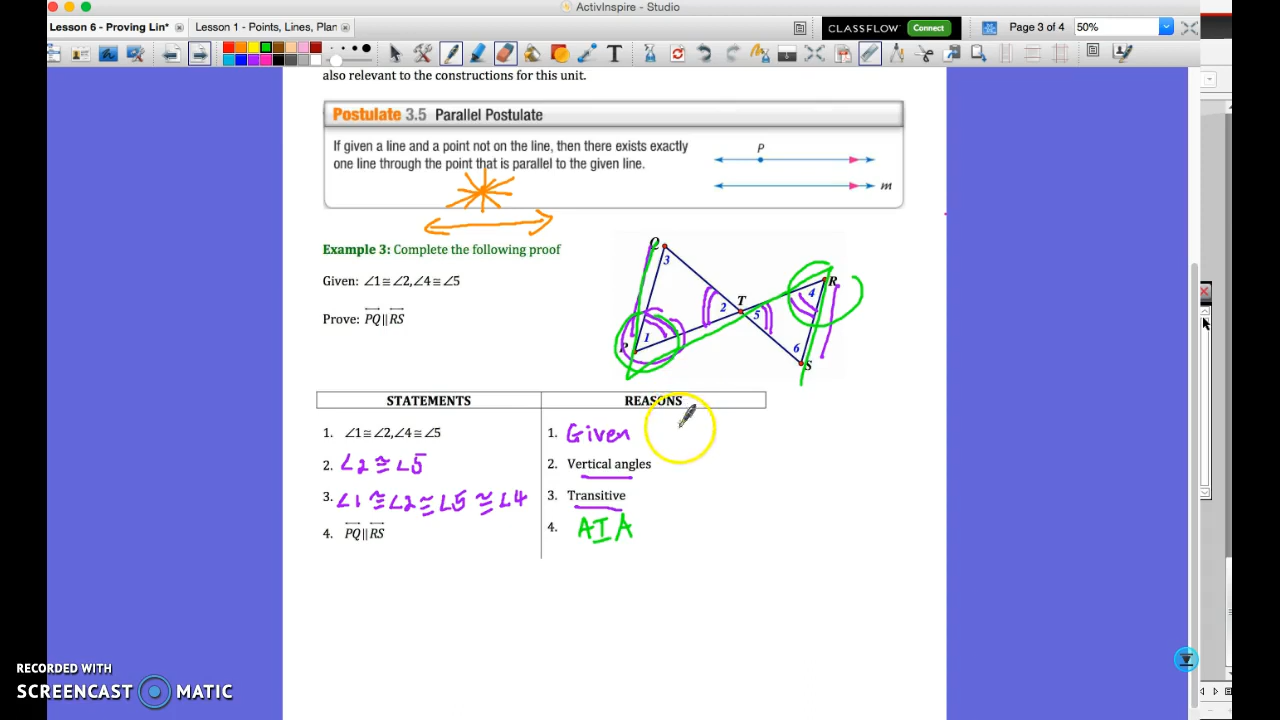 ActivInspire - Studio
Lesson 6 - Proving Lin*
Lesson 1 - Points, Lines, Plan
CLASSFLOW Connect
Page 3 of 4
50%
also relevant to the constructions for this unit.
Postulate 3.5 Parallel Postulate
If given a line and a point not on the line, then there exists exactly
one line through the point that is parallel to the given line.
P
m
Example 3: Complete the following proof
Given: ∠1≅∠2,∠4≅∠5
Prove: PQ || RS
Q
3
T
R
4
2
5
P
1
6
S
STATEMENTS
REASONS
1. ∠1≅∠2,∠4≅∠5
1. Given
2. ∠2≅∠5
2. Vertical angles
3. ∠1≅∠2≅∠5≅∠4
3. Transitive
4. PQ || RS
4. AIA
RECORDED WITH
SCREENCAST MATIC